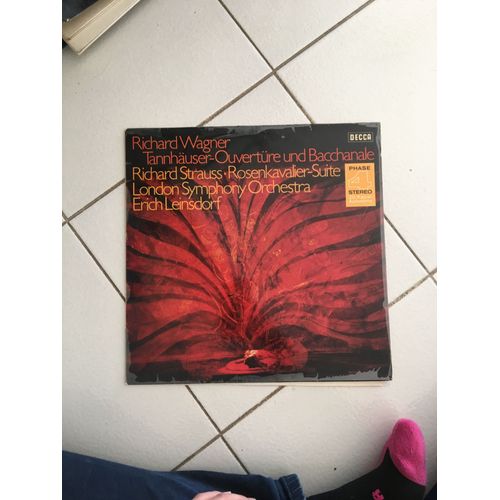 DECCA
Richard Wagner
Tannhäuser-Ouvertüre und Bacchanale
Richard Strauss · Rosenkavalier-Suite
London Symphony Orchestra
Erich Leinsdorf
PHASE
4
STEREO